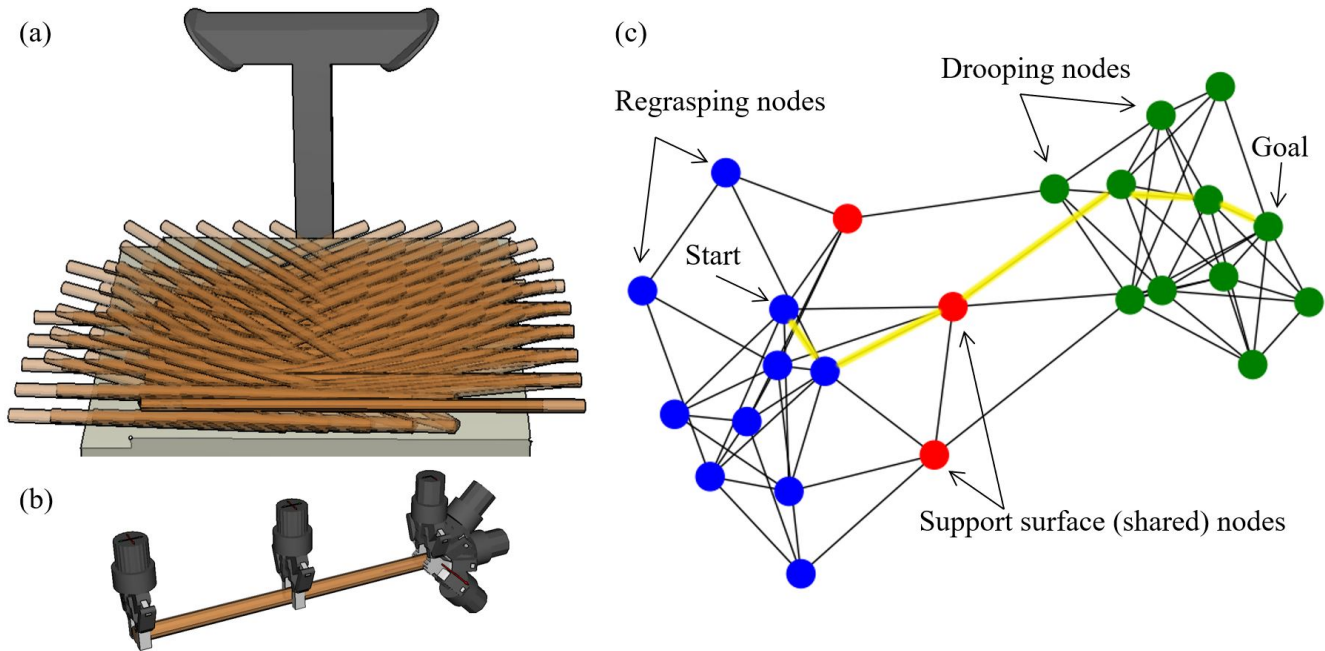 (a)
(b)
(c)
Regrasping nodes
Drooping nodes
Start
Goal
Support surface (shared) nodes